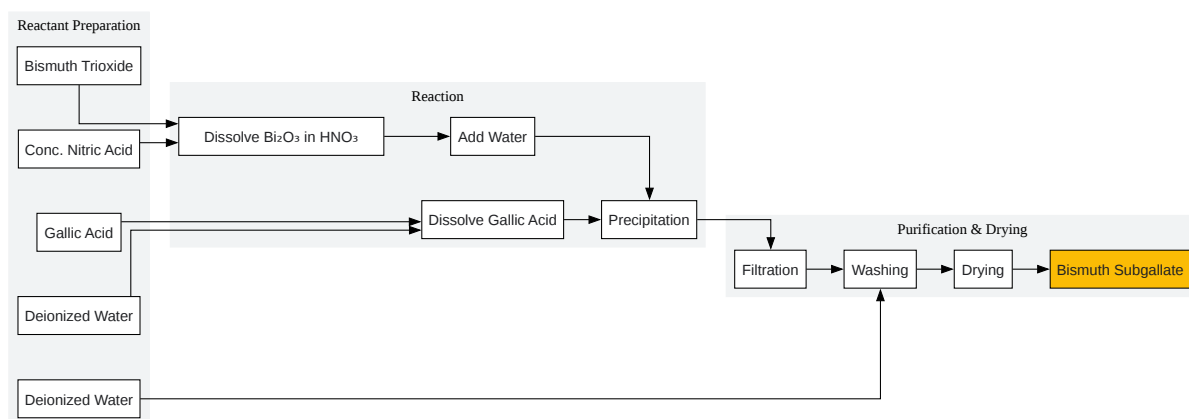 Reactant Preparation
Bismuth Trioxide
Reaction
Dissolve Bi₂O₃ in HNO₃
Add Water
Conc. Nitric Acid
Dissolve Gallic Acid
Precipitation
Gallic Acid
Purification & Drying
Filtration
Washing
Drying
Bismuth Subgallate
Deionized Water
Deionized Water